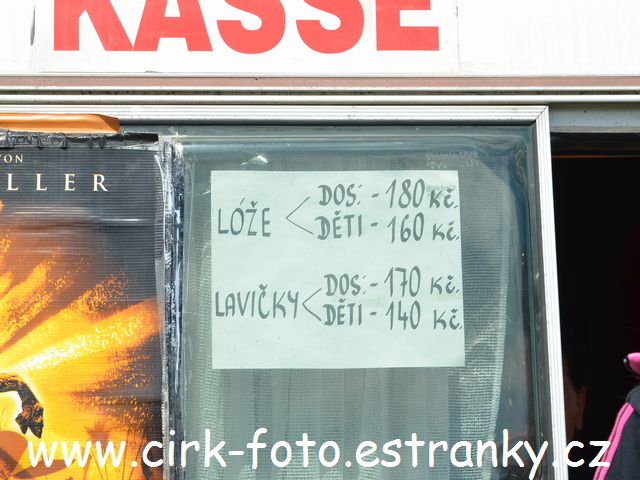 KASSE
TON
LLER
LÓŽE
DOS. - 180 Kč.
DĚTI - 160 Kč.
LAVIČKY
DOS. - 170 Kč.
DĚTI - 140 Kč.
www.cirk-foto.estranky.cz